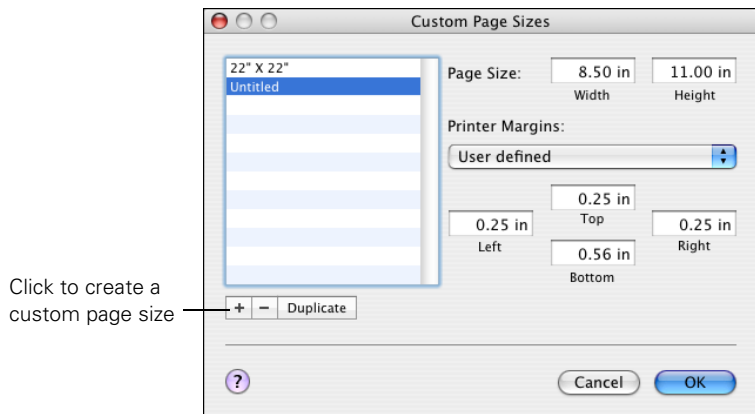 Custom Page Sizes
22" X 22"
Untitled
Page Size:
8.50 in
11.00 in
Width
Height
Printer Margins:
User defined
0.25 in
Top
0.25 in
Left
0.25 in
Right
0.56 in
Bottom
Click to create a
custom page size
+ − Duplicate
?
Cancel
OK